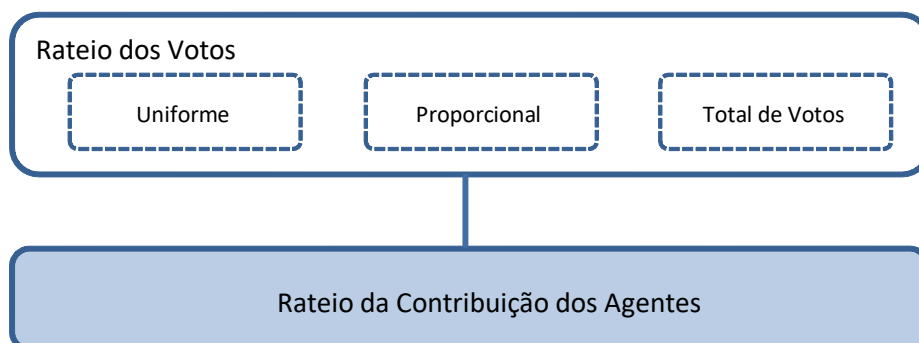 Rateio dos Votos
Uniforme
Proporcional
Total de Votos
Rateio da Contribuição dos Agentes